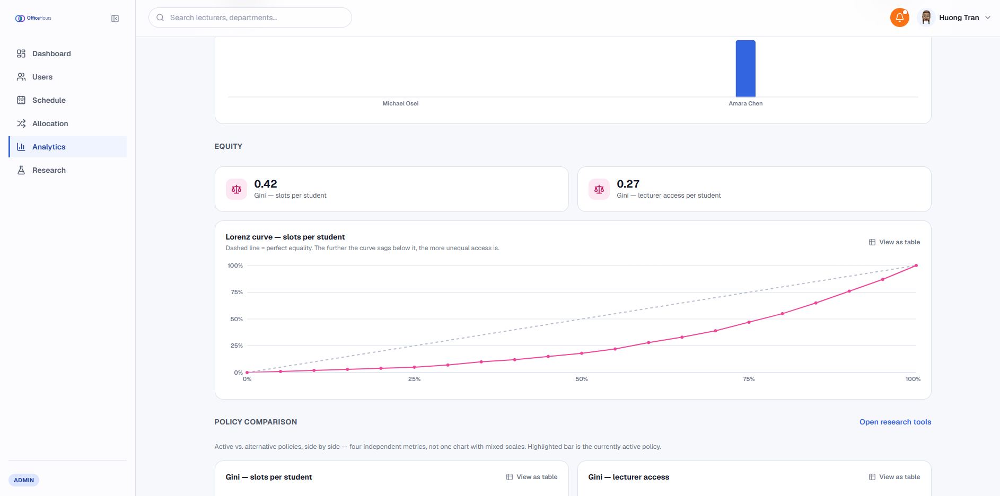 OfficeHours
Search lecturers, departments…
Huong Tran
Dashboard
Users
Schedule
Allocation
Analytics
Research
ADMIN
Michael Osei
Amara Chen
EQUITY
0.42
Gini — slots per student
0.27
Gini — lecturer access per student
Lorenz curve — slots per student
Dashed line = perfect equality. The further the curve sags below it, the more unequal access is.
View as table
100%
75%
50%
25%
0%
0%
25%
50%
75%
100%
POLICY COMPARISON
Open research tools
Active vs. alternative policies, side by side — four independent metrics, not one chart with mixed scales. Highlighted bar is the currently active policy.
Gini — slots per student
View as table
Gini — lecturer access
View as table